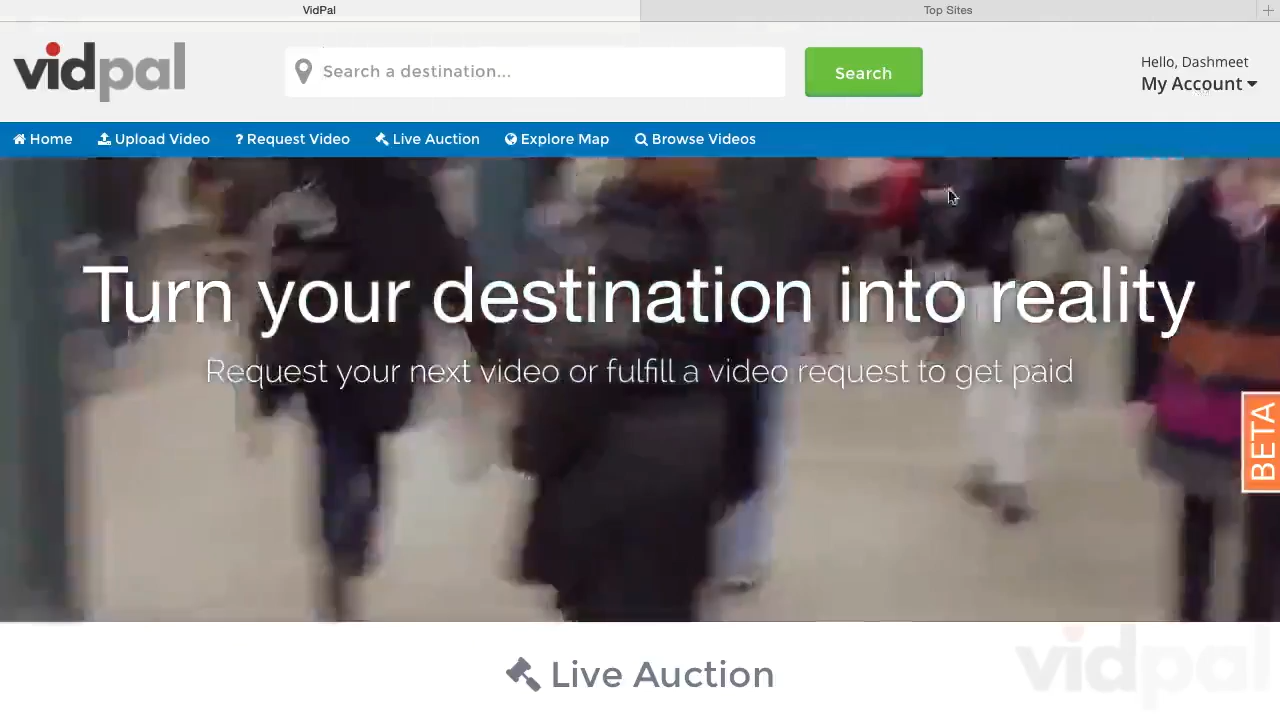 VidPal
Top Sites
vidpal
Search a destination...
Search
Hello, Dashmeet
My Account
Home
Upload Video
? Request Video
Live Auction
Explore Map
Browse Videos
Turn your destination into reality
Request your next video or fulfill a video request to get paid
BETA
Live Auction
vidpal